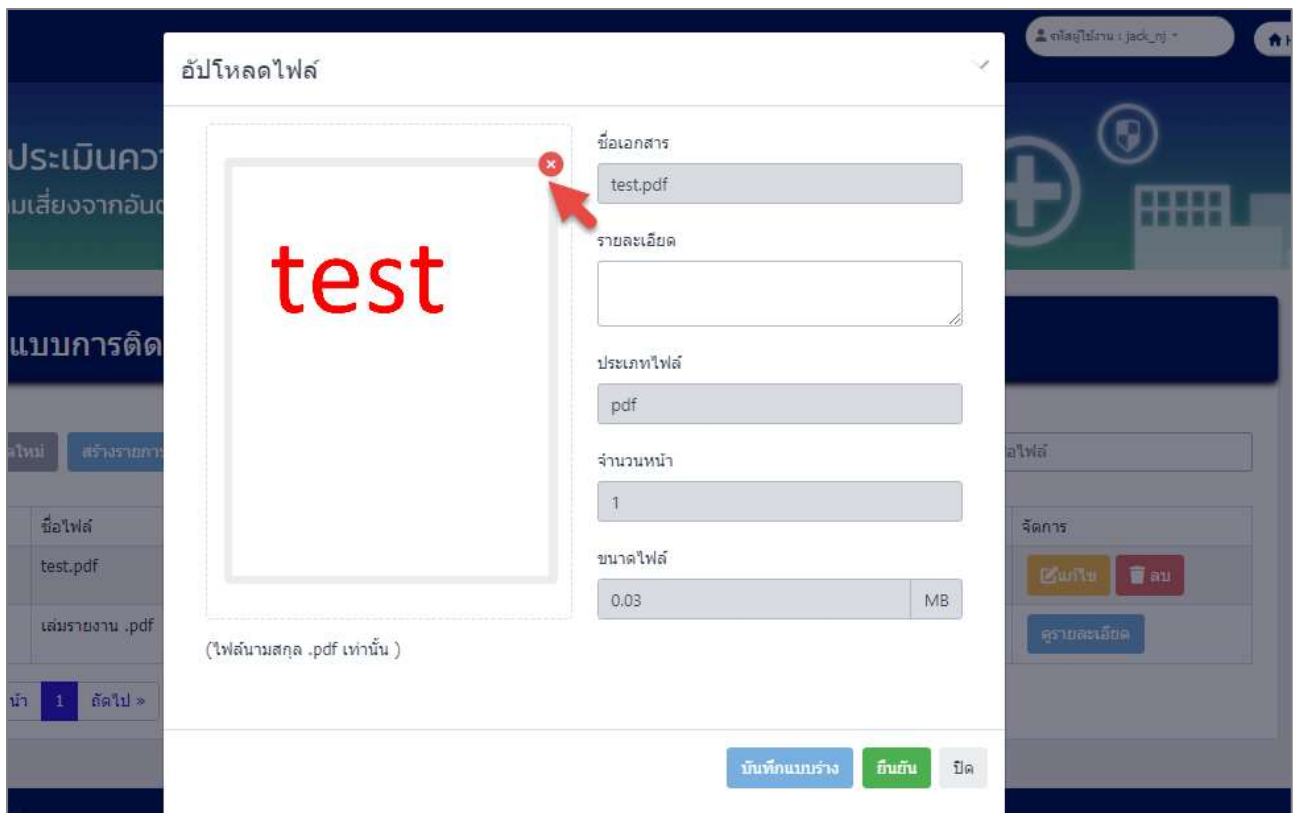 รหัสผู้ใช้งาน : jack_nj
H
อัปโหลดไฟล์
ประเมินควา
มเสี่ยงจากอันต
ชื่อเอกสาร
test.pdf
test
รายละเอียด
แบบการติด
ประเภทไฟล์
pdf
ลใหม่
สร้างรายการ
จำนวนหน้า
1
อไฟล์
ชื่อไฟล์
จัดการ
test.pdf
ขนาดไฟล์
0.03 MB
แก้ไข
ลบ
เล่มรายงาน .pdf
ดูรายละเอียด
(ไฟล์นามสกุล .pdf เท่านั้น )
น้า 1 ถัดไป »
บันทึกแบบร่าง ยืนยัน ปิด